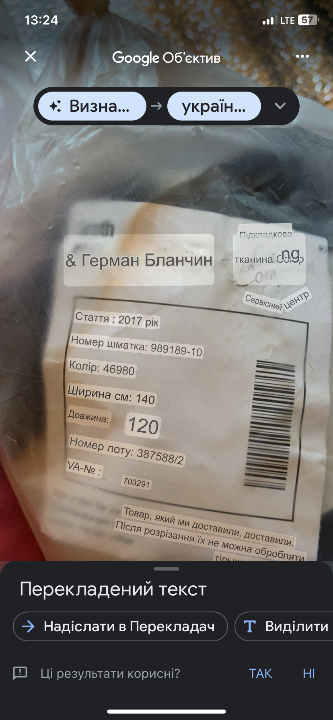 13:24
LTE 57
Google Об'єктив
Визна...
україн...
Підкладкова
тканина
& Герман Бланчин
Сервісний центр
Стаття : 2017 рік
Номер шматка: 989189-10
Колір: 46980
Ширина см: 140
Довжина: 120
Номер лоту: 387588/2
VA-№ : 703291
Товар, який ми доставили, доставили.
Після розрізання їх не можна обробляти
Перекладений текст
Надіслати в Перекладач
Виділити
Ці результати корисні?
ТАК
НІ